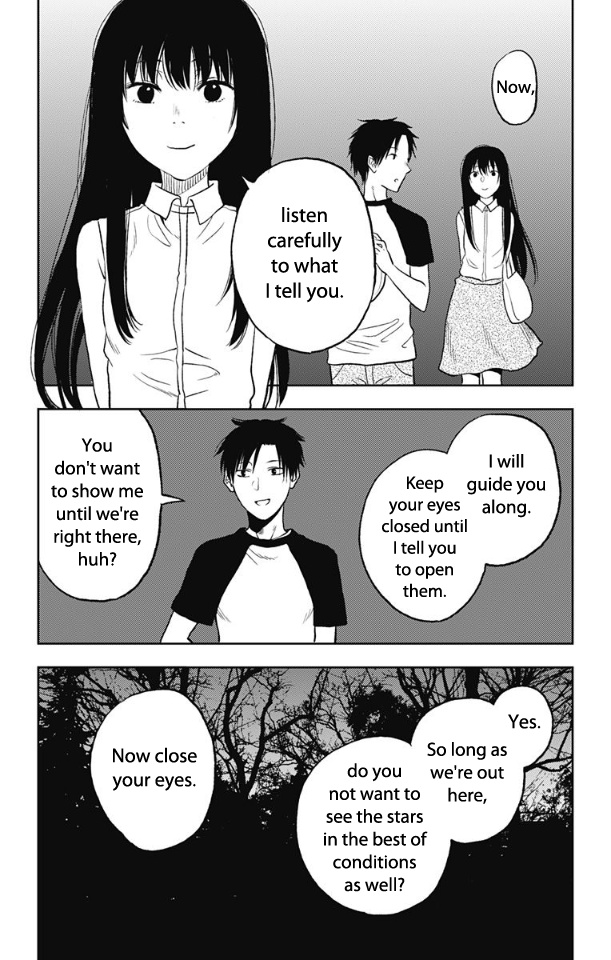 Now,
listen
carefully
to what
I tell you.
I will
guide you
along.
Keep
your eyes
closed until
I tell you
to open
them.
You
don't want
to show me
until we're
right there,
huh?
Yes.
So long as
we're out
here,
do you
not want to
see the stars
in the best of
conditions
as well?
Now close
your eyes.